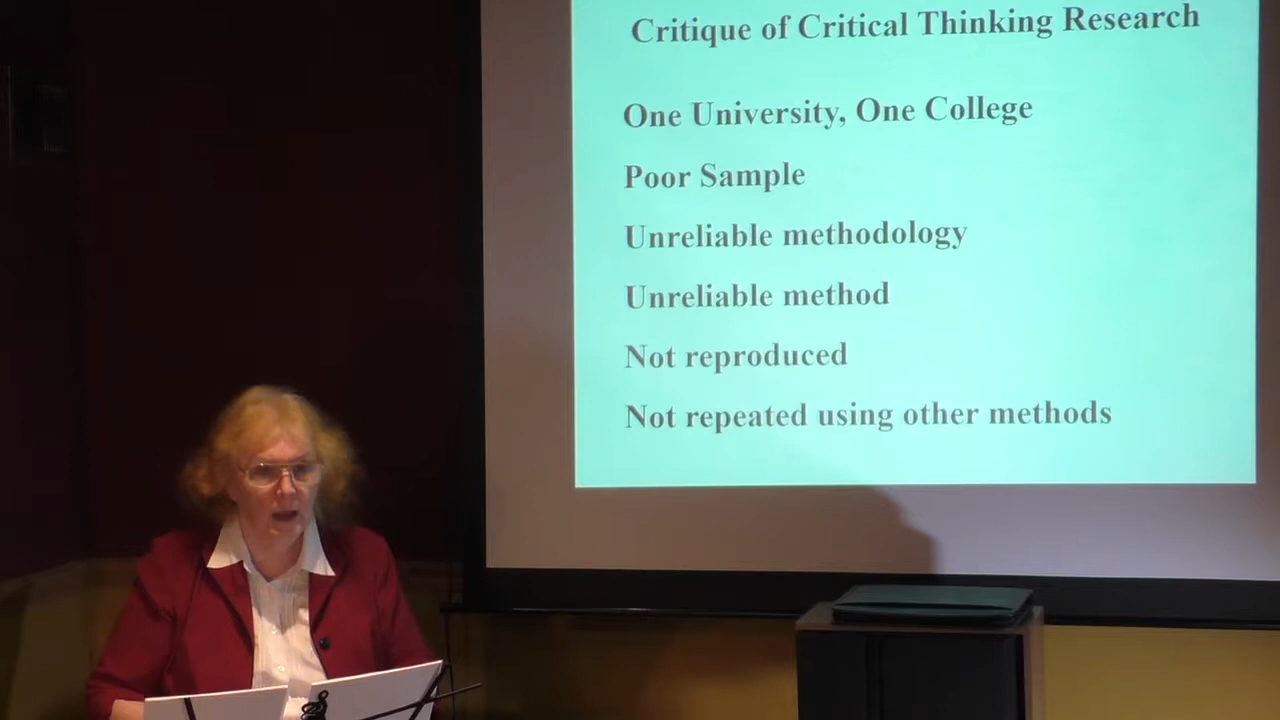 Critique of Critical Thinking Research
One University, One College
Poor Sample
Unreliable methodology
Unreliable method
Not reproduced
Not repeated using other methods